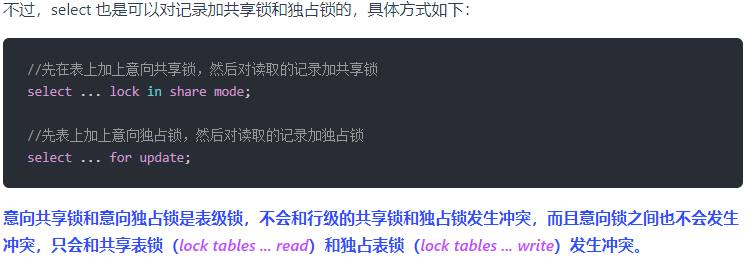 不过，select 也是可以对记录加共享锁和独占锁的，具体方式如下：
//先在表上加上意向共享锁，然后对读取的记录加共享锁
select ... lock in share mode;
//先表上加上意向独占锁，然后对读取的记录加独占锁
select ... for update;
意向共享锁和意向独占锁是表级锁，不会和行级的共享锁和独占锁发生冲突，而且意向锁之间也不会发生
冲突，只会和共享表锁（lock tables ... read）和独占表锁（lock tables ... write）发生冲突。